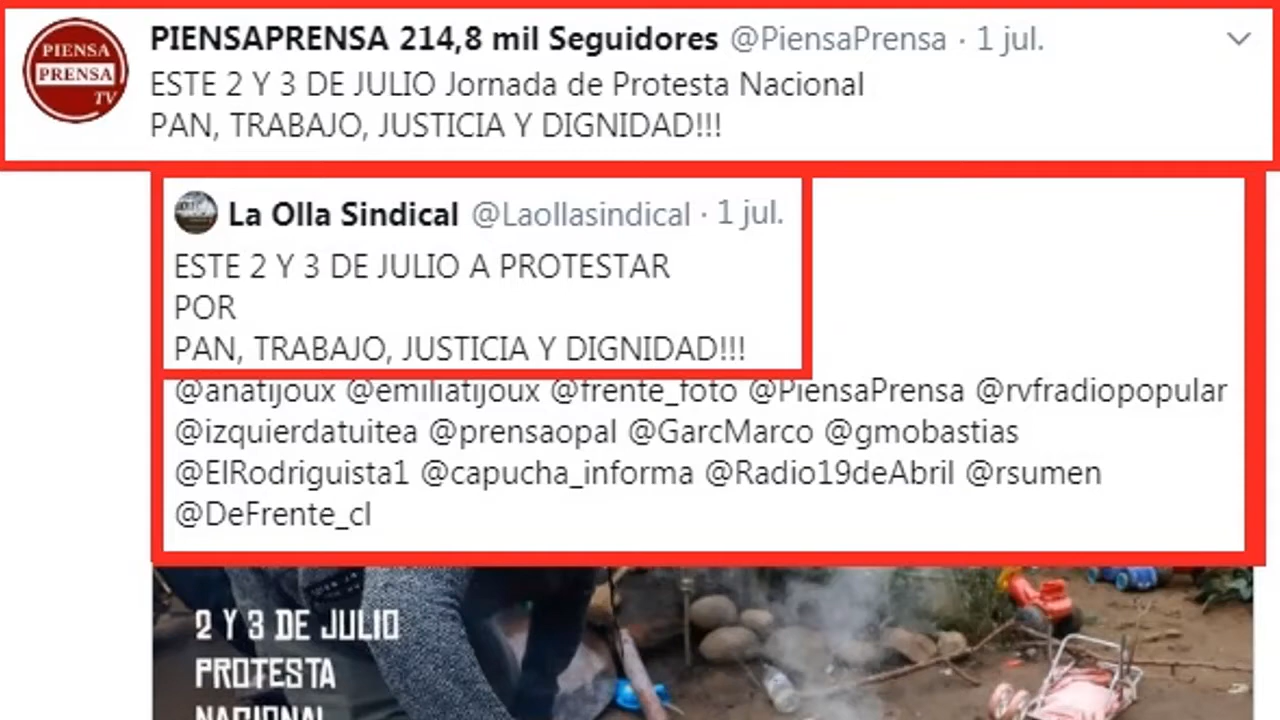 PIENSA
PRENSA
TV
PIENSAPRENSA 214,8 mil Seguidores @PiensaPrensa · 1 jul.
ESTE 2 Y 3 DE JULIO Jornada de Protesta Nacional
PAN, TRABAJO, JUSTICIA Y DIGNIDAD!!!
La Olla Sindical @Laollasindical · 1 jul.
ESTE 2 Y 3 DE JULIO A PROTESTAR
POR
PAN, TRABAJO, JUSTICIA Y DIGNIDAD!!!
@anatijoux @emiliatijoux @frente_foto @PiensaPrensa @rvfradiopopular
@izquierdatuitea @prensaopal @GarcMarco @gmobastias
@ElRodriguista1 @capucha_informa @Radio19deAbril @rsumen
@DeFrente_cl
2 Y 3 DE JULIO
PROTESTA
NACIONAL